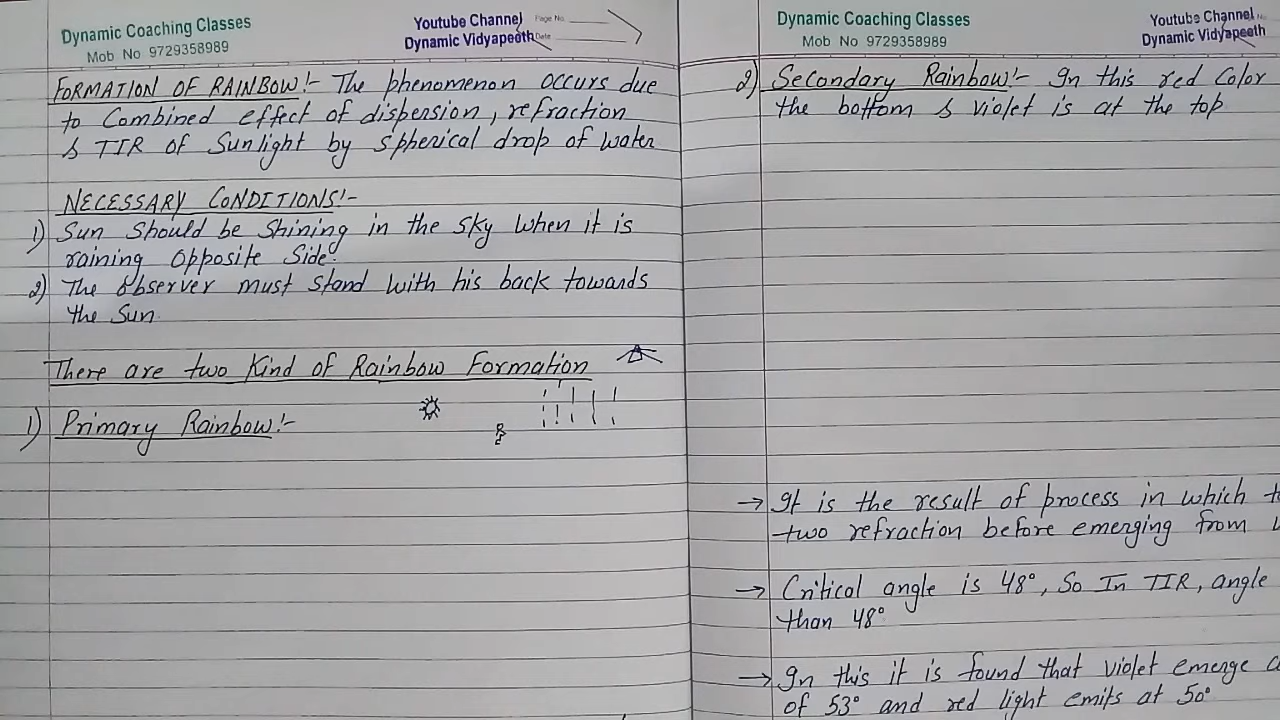 Dynamic Coaching Classes
Mob No 9729358989
Youtube Channel
Dynamic Vidyapeeth
Page No.
Date
FORMATION OF RAINBOW:- The phenomenon occurs due
to Combined effect of dispersion, refraction
& TIR of Sunlight by Spherical drop of water
NECESSARY CONDITIONS:-
1) Sun Should be Shining in the Sky When it is
raining Opposite Side.
2) The Observer must Stand with his back towards
the Sun.
There are two Kind of Rainbow Formation
1) Primary Rainbow:-
Dynamic Coaching Classes
Mob No 9729358989
Youtube Channel
Dynamic Vidyapeeth
2) Secondary Rainbow:- In this red Color
the bottom & violet is at the top
→ It is the result of process in which
two refraction before emerging from
→ Critical angle is 48°, So In TIR, angle
than 48°
→ In this it is found that violet emerge
of 53° and red light emits at 50°